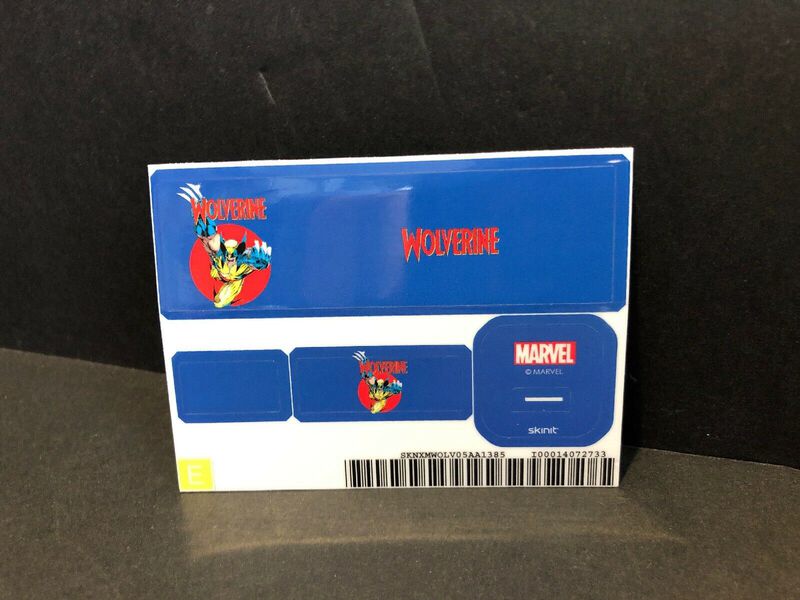 WOLVERINE
WOLVERINE
WOLVERINE
MARVEL
© MARVEL
skinit
E
SKNXMWOLV05AA1385 I00014072733